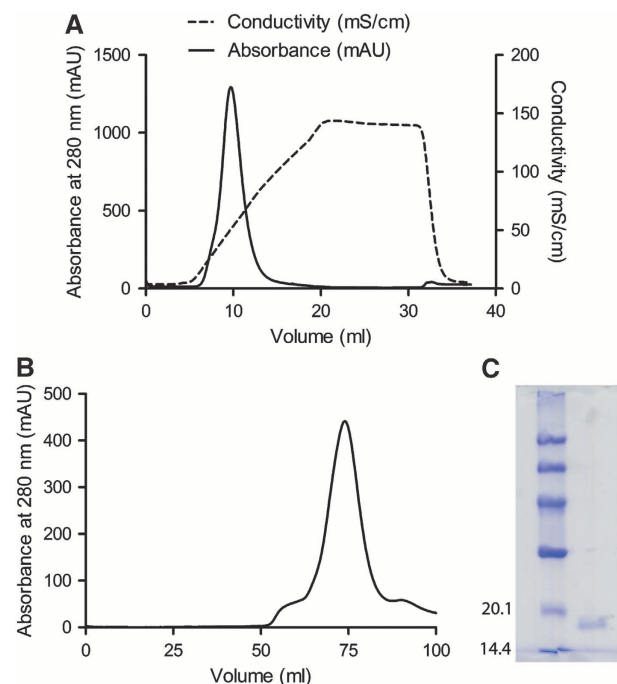 A
Conductivity (mS/cm)
Absorbance (mAU)
Absorbance at 280 nm (mAU)
1500
1000
500
0
Conductivity (mS/cm)
200
150
100
50
0
0 10 20 30 40
Volume (ml)
B
Absorbance at 280 nm (mAU)
500
400
300
200
100
0
0 25 50 75 100
Volume (ml)
C
20.1
14.4